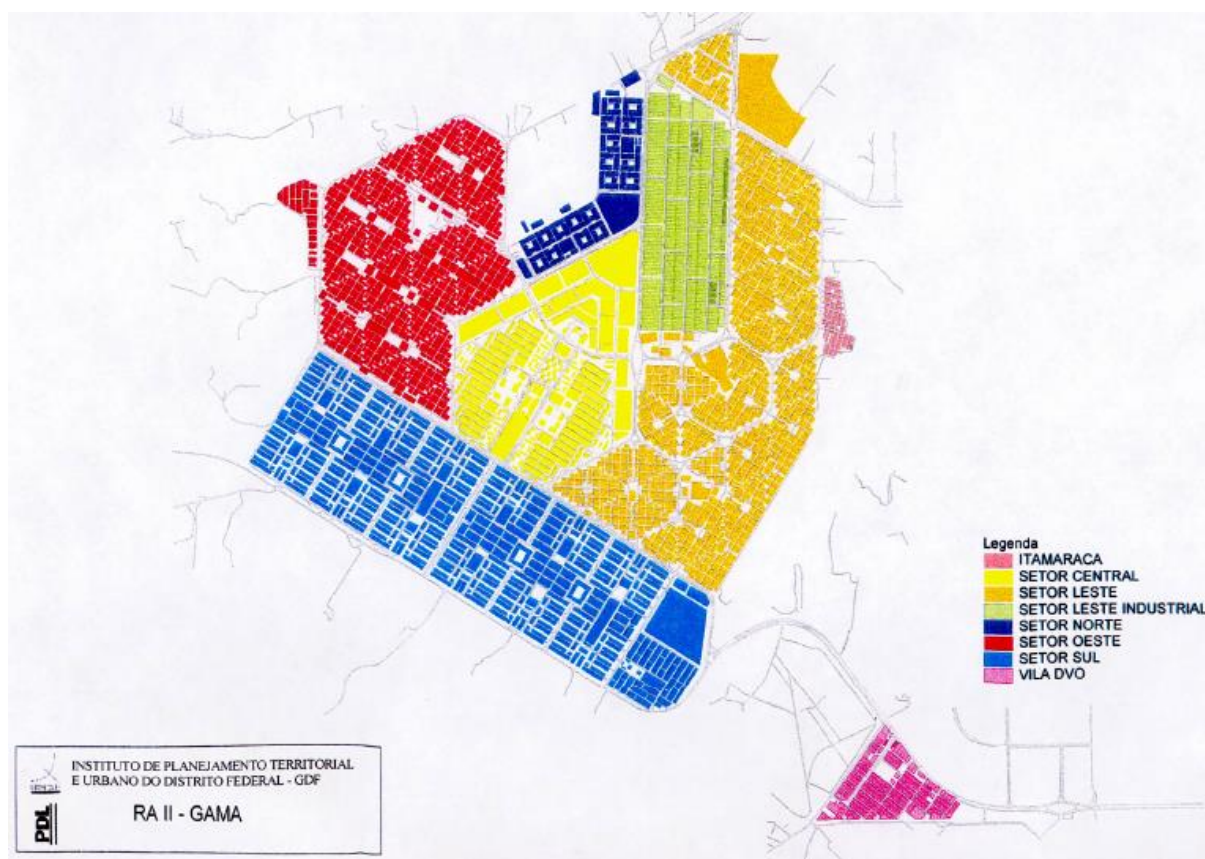 Legenda
ITAMARACA
SETOR CENTRAL
SETOR LESTE
SETOR LESTE INDUSTRIAL
SETOR NORTE
SETOR OESTE
SETOR SUL
VILA DVO
INSTITUTO DE PLANEJAMENTO TERRITORIAL
E URBANO DO DISTRITO FEDERAL - GDF
RA II - GAMA
PDL